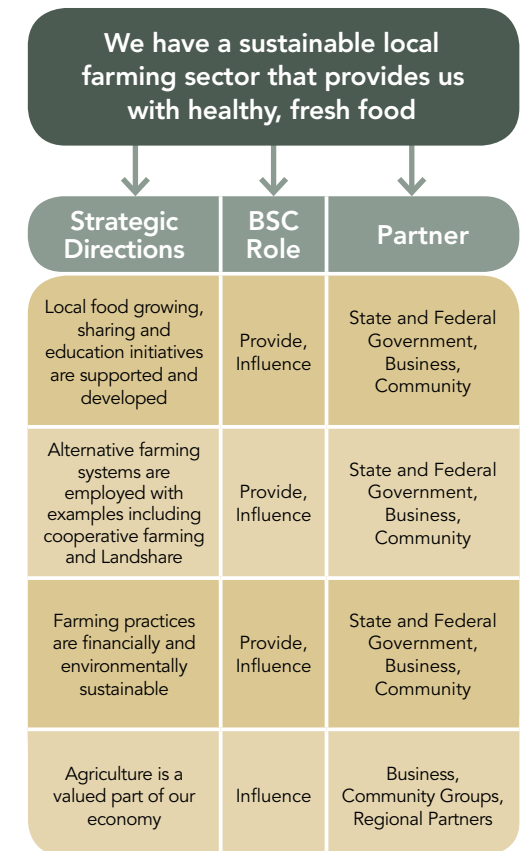 We have a sustainable local
farming sector that provides us
with healthy, fresh food
Strategic
Directions
BSC
Role
Partner
Local food growing,
sharing and
education initiatives
are supported and
developed
Provide,
Influence
State and Federal
Government,
Business,
Community
Alternative farming
systems are
employed with
examples including
cooperative farming
and Landshare
Provide,
Influence
State and Federal
Government,
Business,
Community
Farming practices
are financially and
environmentally
sustainable
Provide,
Influence
State and Federal
Government,
Business,
Community
Agriculture is a
valued part of our
economy
Influence
Business,
Community Groups,
Regional Partners